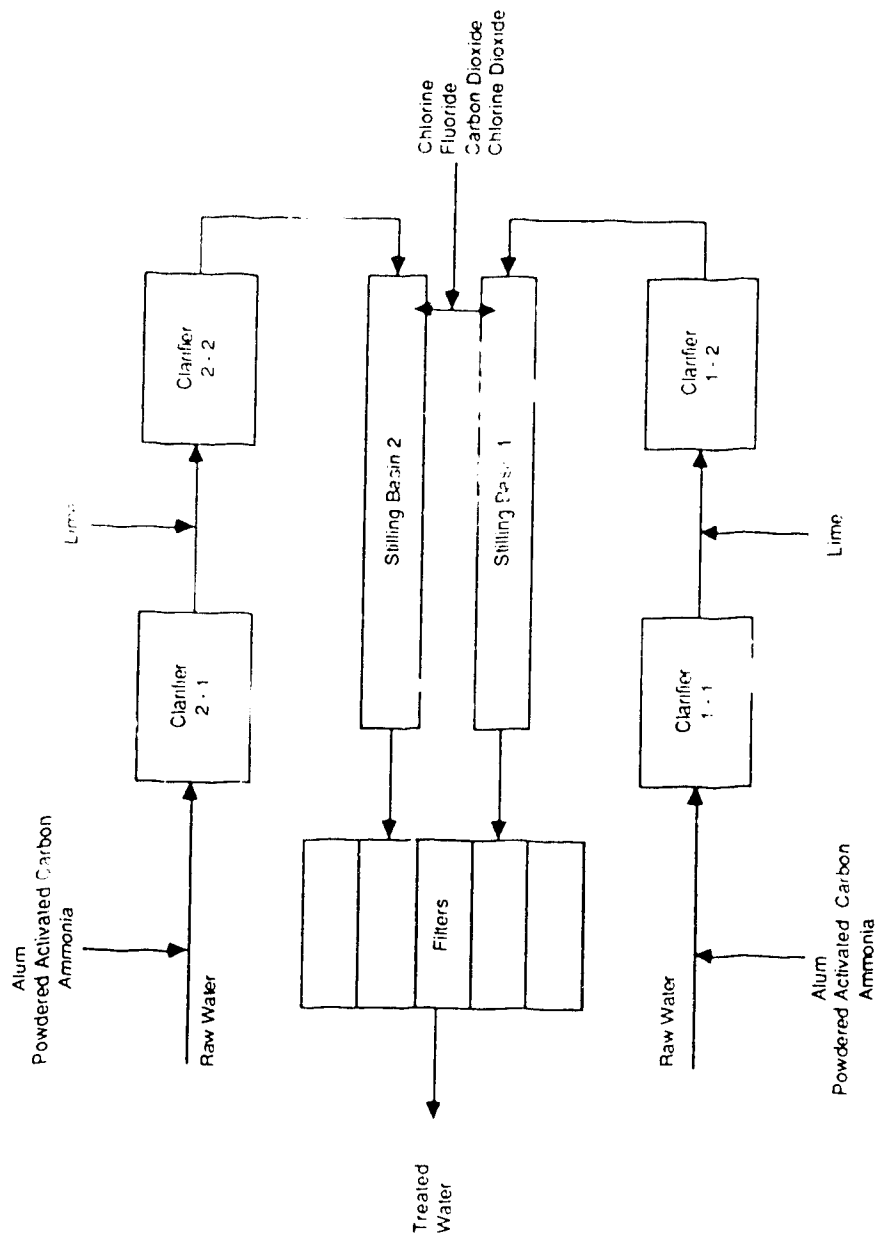 Alum
Powdered Activated Carbon
Ammonia
Raw Water
Clarifier
2 - 1
Lime
Clarifier
2 - 2
Treated
Water
Filters
Stilling Basin 2
Stilling Basin 1
Chlorine
Fluoride
Carbon Dioxide
Chlorine Dioxide
Raw Water
Alum
Powdered Activated Carbon
Ammonia
Clarifier
1 - 1
Lime
Clarifier
1 - 2